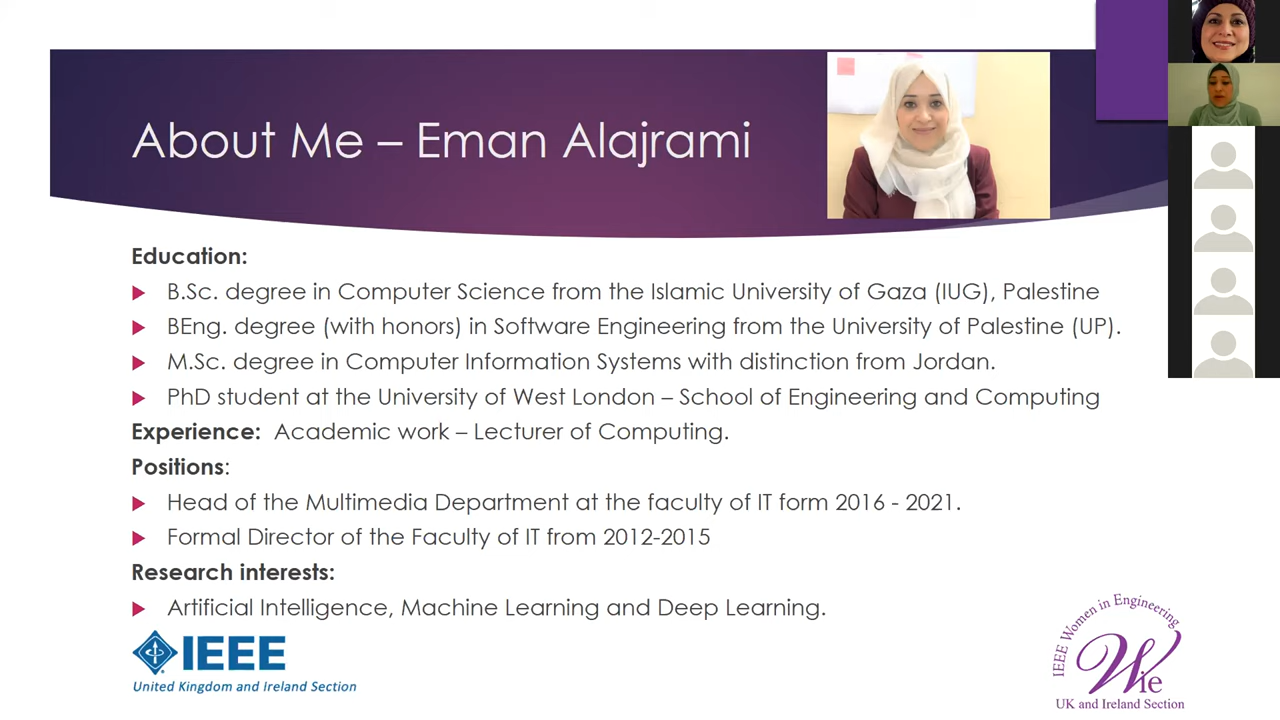 About Me – Eman Alajrami
Education:
B.Sc. degree in Computer Science from the Islamic University of Gaza (IUG), Palestine
BEng. degree (with honors) in Software Engineering from the University of Palestine (UP).
M.Sc. degree in Computer Information Systems with distinction from Jordan.
PhD student at the University of West London – School of Engineering and Computing
Experience: Academic work – Lecturer of Computing.
Positions:
Head of the Multimedia Department at the faculty of IT form 2016 - 2021.
Formal Director of the Faculty of IT from 2012-2015
Research interests:
Artificial Intelligence, Machine Learning and Deep Learning.
IEEE
United Kingdom and Ireland Section
IEEE Women in Engineering
Wie
UK and Ireland Section